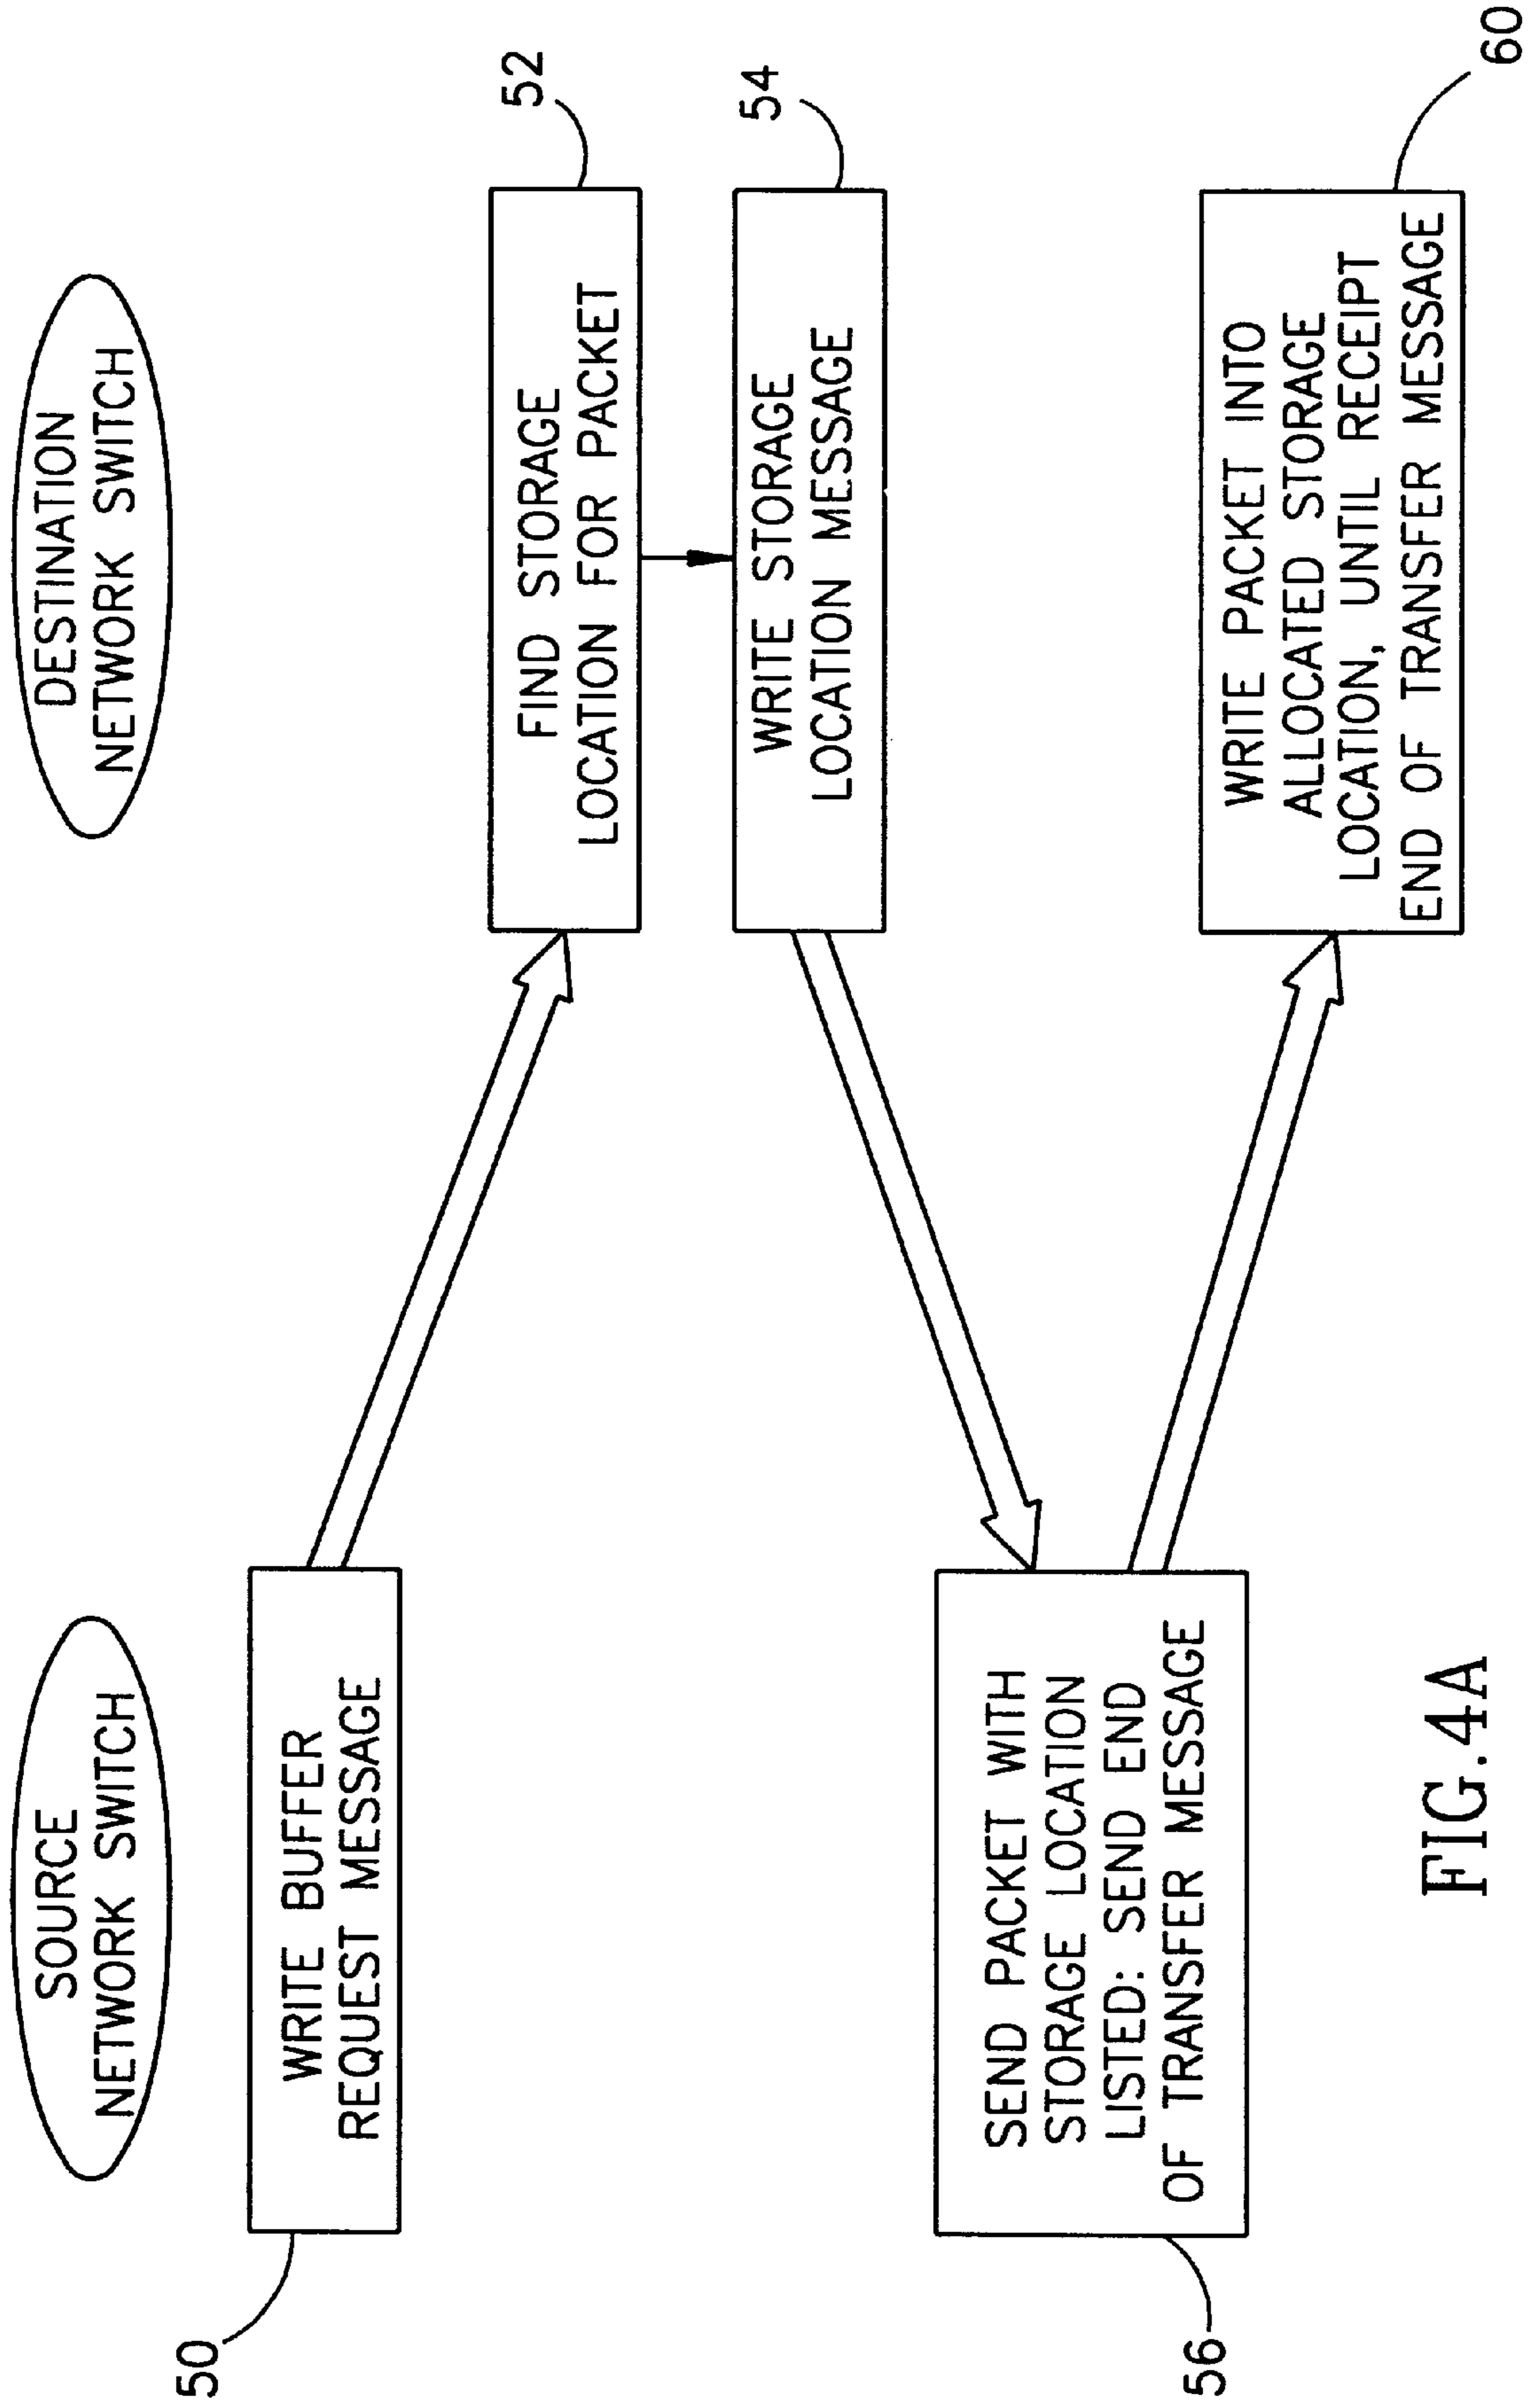 SOURCE
NETWORK SWITCH
DESTINATION
NETWORK SWITCH
50
WRITE BUFFER
REQUEST MESSAGE
52
FIND STORAGE
LOCATION FOR PACKET
54
WRITE STORAGE
LOCATION MESSAGE
56
SEND PACKET WITH
STORAGE LOCATION
LISTED: SEND END
OF TRANSFER MESSAGE
60
WRITE PACKET INTO
ALLOCATED STORAGE
LOCATION, UNTIL RECEIPT
END OF TRANSFER MESSAGE
FIG.4A